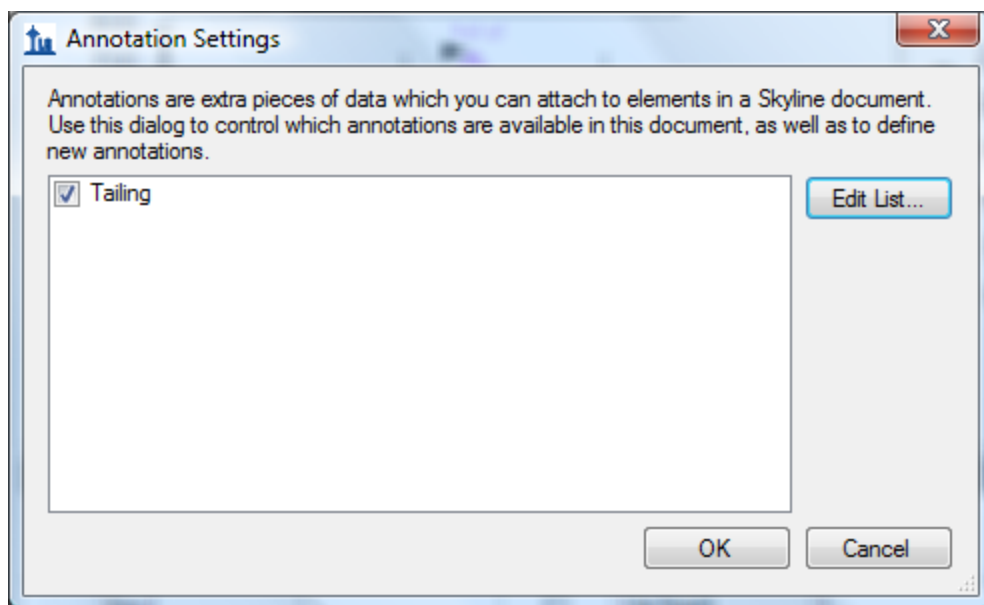 Annotation Settings
Annotations are extra pieces of data which you can attach to elements in a Skyline document.
Use this dialog to control which annotations are available in this document, as well as to define
new annotations.
Tailing
Edit List...
OK
Cancel